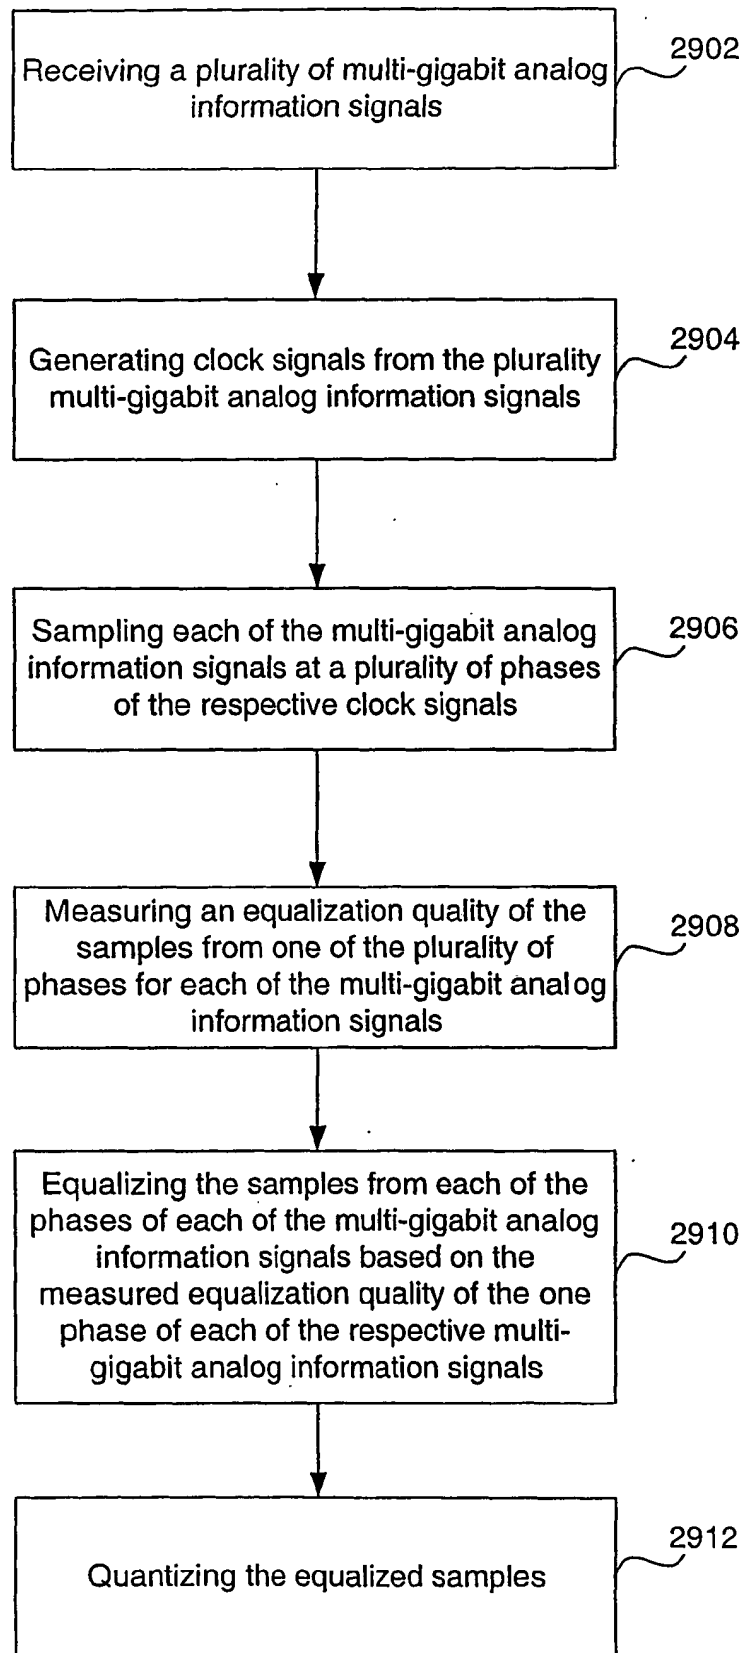 Receiving a plurality of multi-gigabit analog
information signals
2902
Generating clock signals from the plurality
multi-gigabit analog information signals
2904
Sampling each of the multi-gigabit analog
information signals at a plurality of phases
of the respective clock signals
2906
Measuring an equalization quality of the
samples from one of the plurality of
phases for each of the multi-gigabit analog
information signals
2908
Equalizing the samples from each of the
phases of each of the multi-gigabit analog
information signals based on the
measured equalization quality of the one
phase of each of the respective multi-
gigabit analog information signals
2910
Quantizing the equalized samples
2912